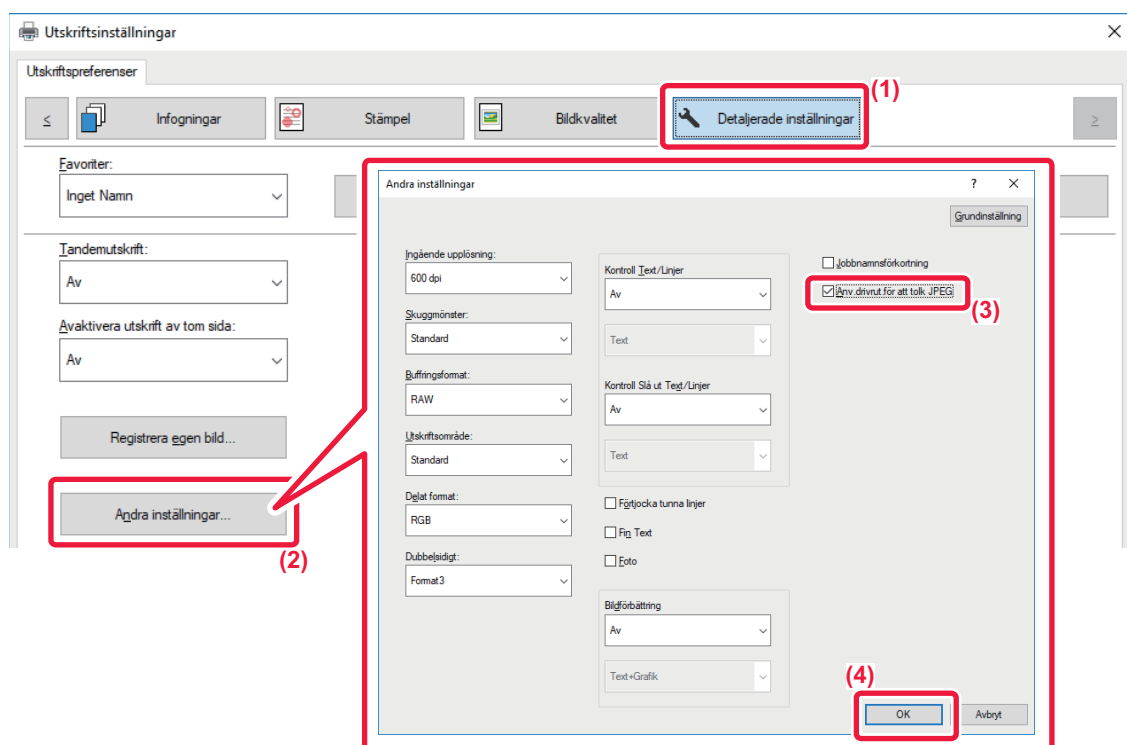 Utskriftsinställningar
Utskriftspreferenser
(1)
< Infogningar Stämpel Bildkvalitet Detaljerade inställningar >
Favoriter:
Inget Namn
Tandemutskrift:
Av
Avaktivera utskrift av tom sida:
Av
Registrera egen bild...
Andra inställningar...
(2)
Andra inställningar
? 
Grundinställning
Ingående upplösning:
600 dpi
Skuggmönster:
Standard
Buffringsformat:
RAW
Utskriftsområde:
Standard
Delat format:
RGB
Dubbelsidigt:
Format3
Kontroll Text/Linjer
Av
Text
Kontroll Slå ut Text/Linjer
Av
Text
Förtjocka tunna linjer
Fin Text
Foto
Bildförbättring
Av
Text+Grafik
Jobbnamnsförkortning
Anv.drivrut för att tolk JPEG
(3)
(4)
OK Avbryt